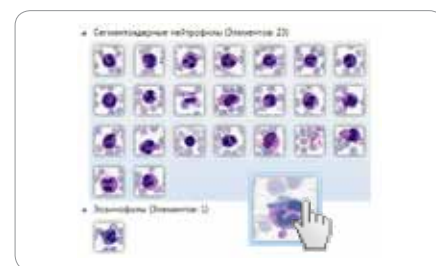 Сегментоядерные нейтрофилы (Элементов: 23)
Эозинофилы (Элементов: 1)